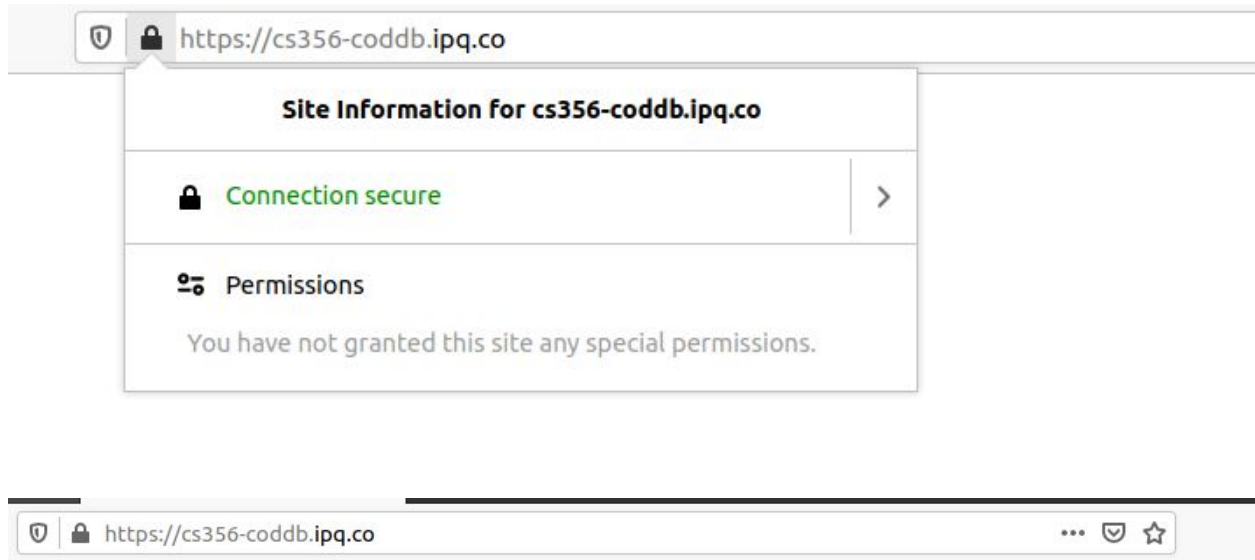 https://cs356-coddb.ipq.co
Site Information for cs356-coddb.ipq.co
Connection secure
Permissions
You have not granted this site any special permissions.
https://cs356-coddb.ipq.co